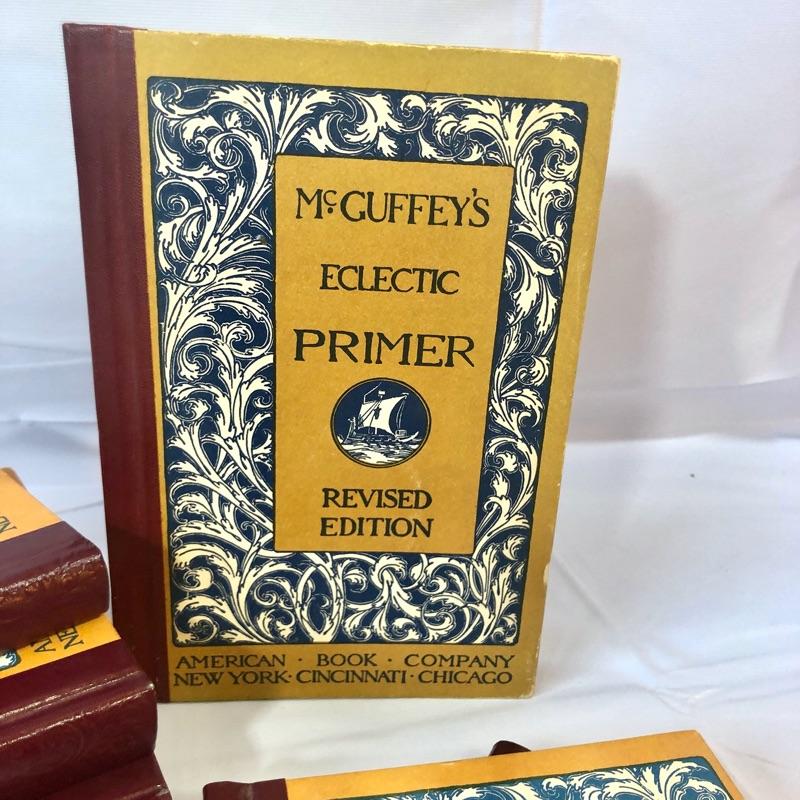 McGUFFEY'S
ECLECTIC
PRIMER
REVISED
EDITION
AMERICAN · BOOK · COMPANY
NEW YORK · CINCINNATI · CHICAGO